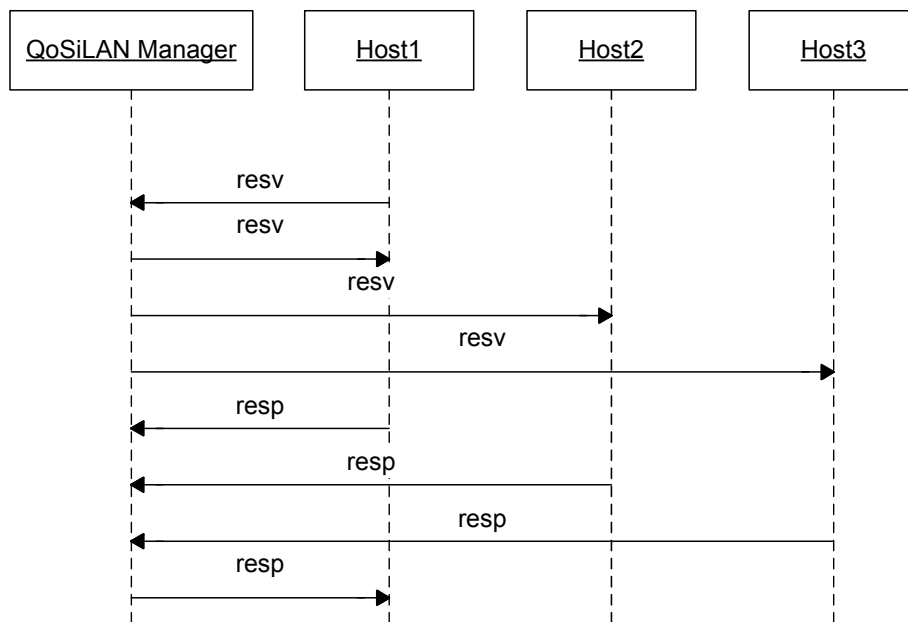 QoSiLAN Manager
Host1
Host2
Host3
resv
resv
resv
resv
resp
resp
resp
resp